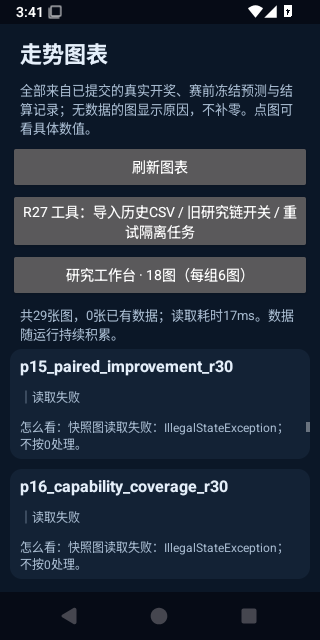 3:41
走势图表
全部来自已提交的真实开奖、赛前冻结预测与结
算记录；无数据的图显示原因，不补零。点图可
看具体数值。
刷新图表
R27 工具：导入历史CSV / 旧研究链开关 / 重
试隔离任务
研究工作台 · 18图（每组6图）
共29张图，0张已有数据；读取耗时17ms。数据
随运行持续积累。
p15_paired_improvement_r30
读取失败
怎么看：快照图读取失败：IllegalStateException；
不按0处理。
p16_capability_coverage_r30
读取失败
怎么看：快照图读取失败：IllegalStateException；
不按0处理。